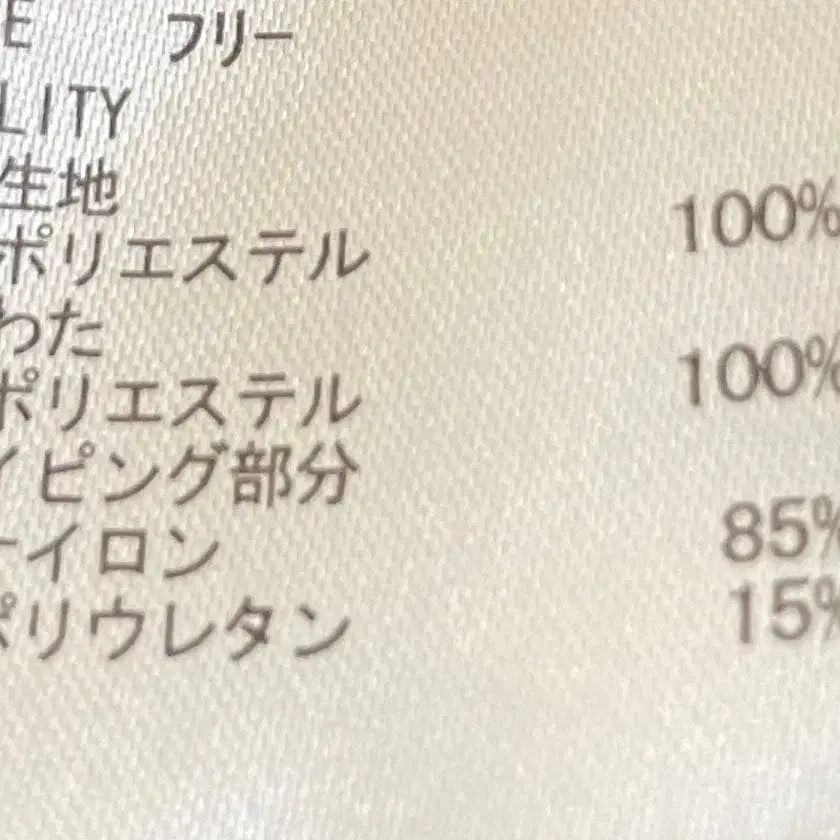 E フリー
LITY
生地
ポリエステル 100%
わた
ポリエステル 100%
イピング部分
ナイロン 85%
ポリウレタン 15%